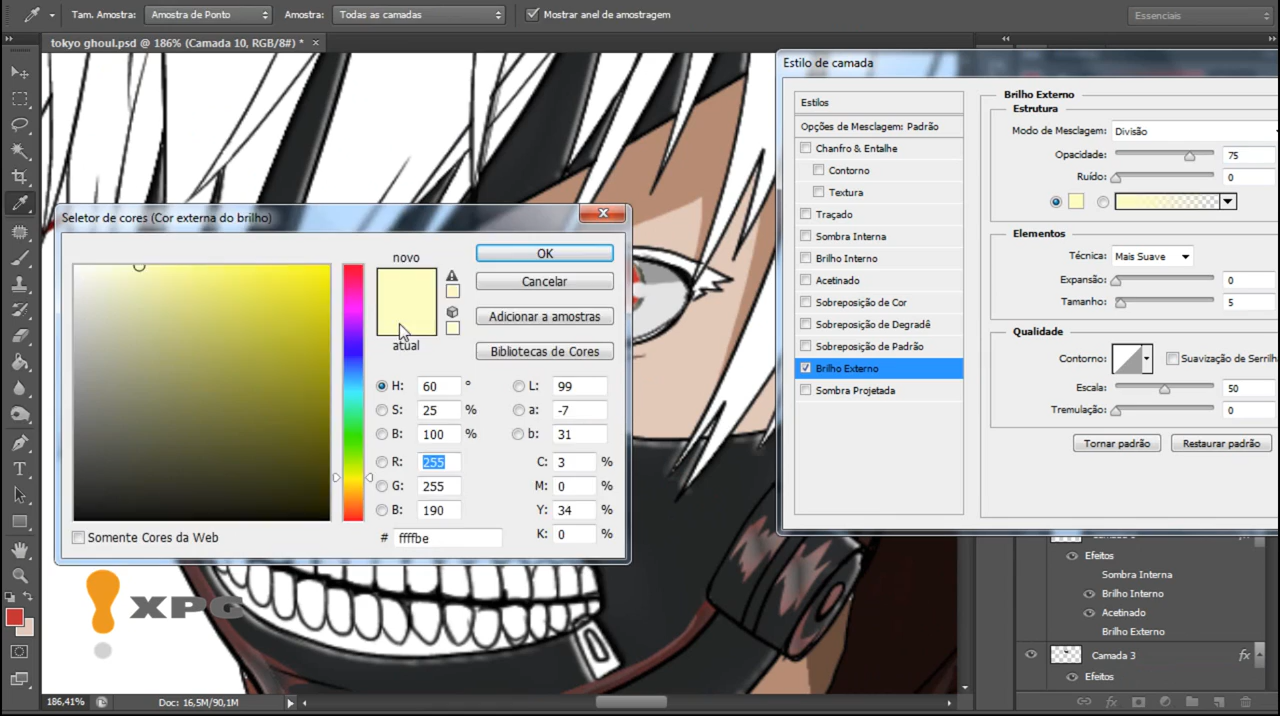 Tam. Amostra: Amostra de Ponto Amostra: Todas as camadas Mostrar anel de amostragem Essenciais
tokyo ghoul.psd @ 186% (Camada 10, RGB/8#) * ×
Estilo de camada
Estilos
Opções de Mesclagem: Padrão
Chanfro & Entalhe
Contorno
Textura
Traçado
Sombra Interna
Brilho Interno
Acetinado
Sobreposição de Cor
Sobreposição de Degradê
Sobreposição de Padrão
Brilho Externo
Sombra Projetada
Brilho Externo
Estrutura
Modo de Mesclagem: Divisão
Opacidade: 75
Ruído: 0
Elementos
Técnica: Mais Suave
Expansão: 0
Tamanho: 5
Qualidade
Contorno: Suavização de Serrilh
Escala: 50
Tremulação: 0
Tornar padrão Restaurar padrão
Seletor de cores (Cor externa do brilho)
novo
atual
OK
Cancelar
Adicionar a amostras
Bibliotecas de Cores
H: 60 ° L: 99
S: 25 % a: -7
B: 100 % b: 31
R: 255 C: 3 %
G: 255 M: 0 %
B: 190 Y: 34 %
# ffffbe K: 0 %
Somente Cores da Web
XPG
Efeitos
Sombra Interna
Brilho Interno
Acetinado
Brilho Externo
Camada 3 fx
Efeitos
186,41% Doc: 16,5M/90,1M